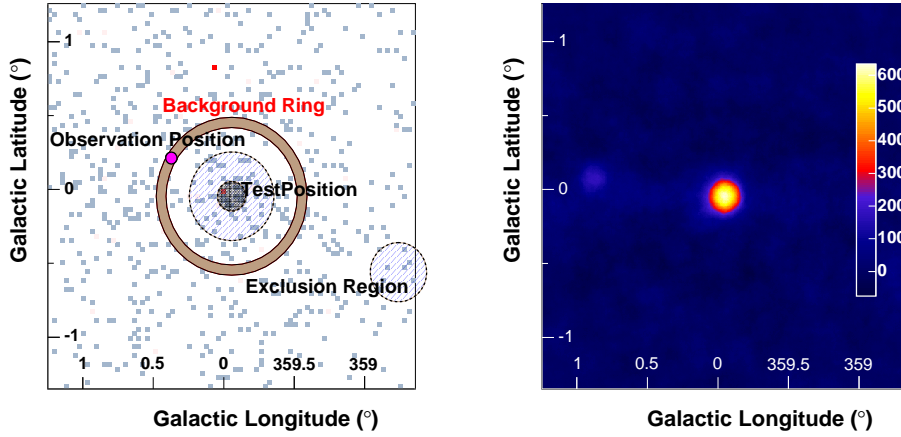 1
0
-1
Galactic Latitude (°)
Background Ring
Observation Position
TestPosition
Exclusion Region
1 0.5 0 359.5 359
Galactic Longitude (°)
1
0
-1
Galactic Latitude (°)
600
500
400
300
200
100
0
1 0.5 0 359.5 359
Galactic Longitude (°)